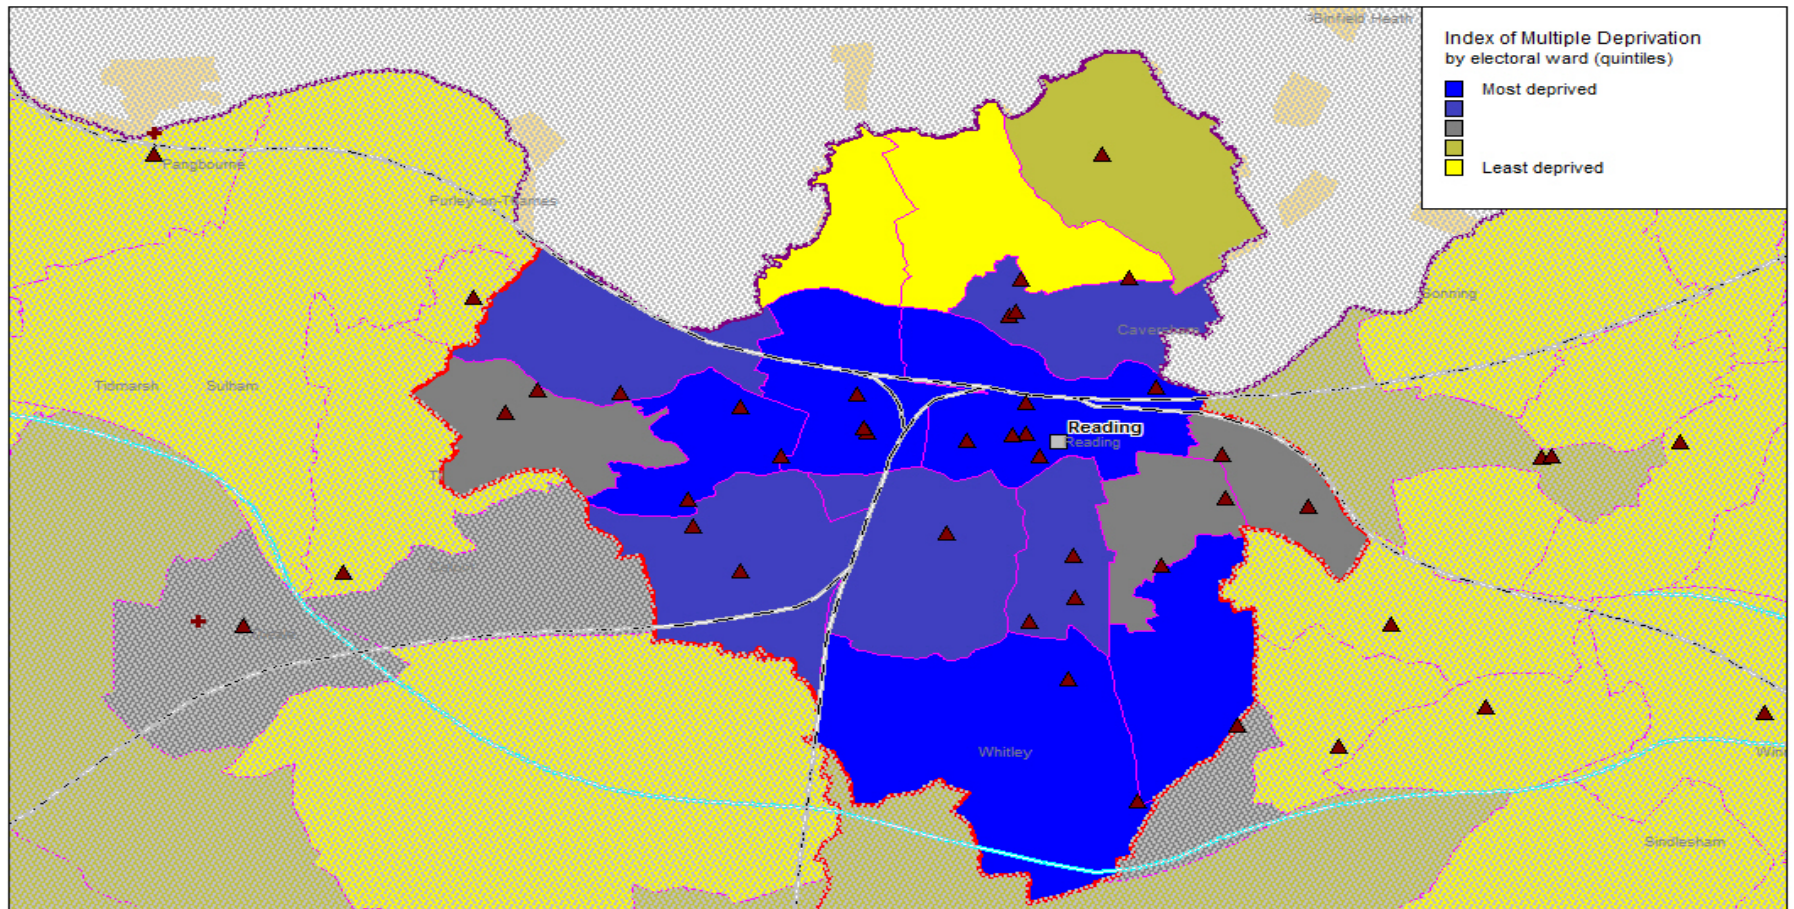 Binfield Heath
Index of Multiple Deprivation
by electoral ward (quintiles)
Most deprived
Least deprived
Pangbourne
Purley-on-Thames
Sonning
Caversham
Tidmarsh
Sulham
Reading
Reading
Whitley
Sindlesham